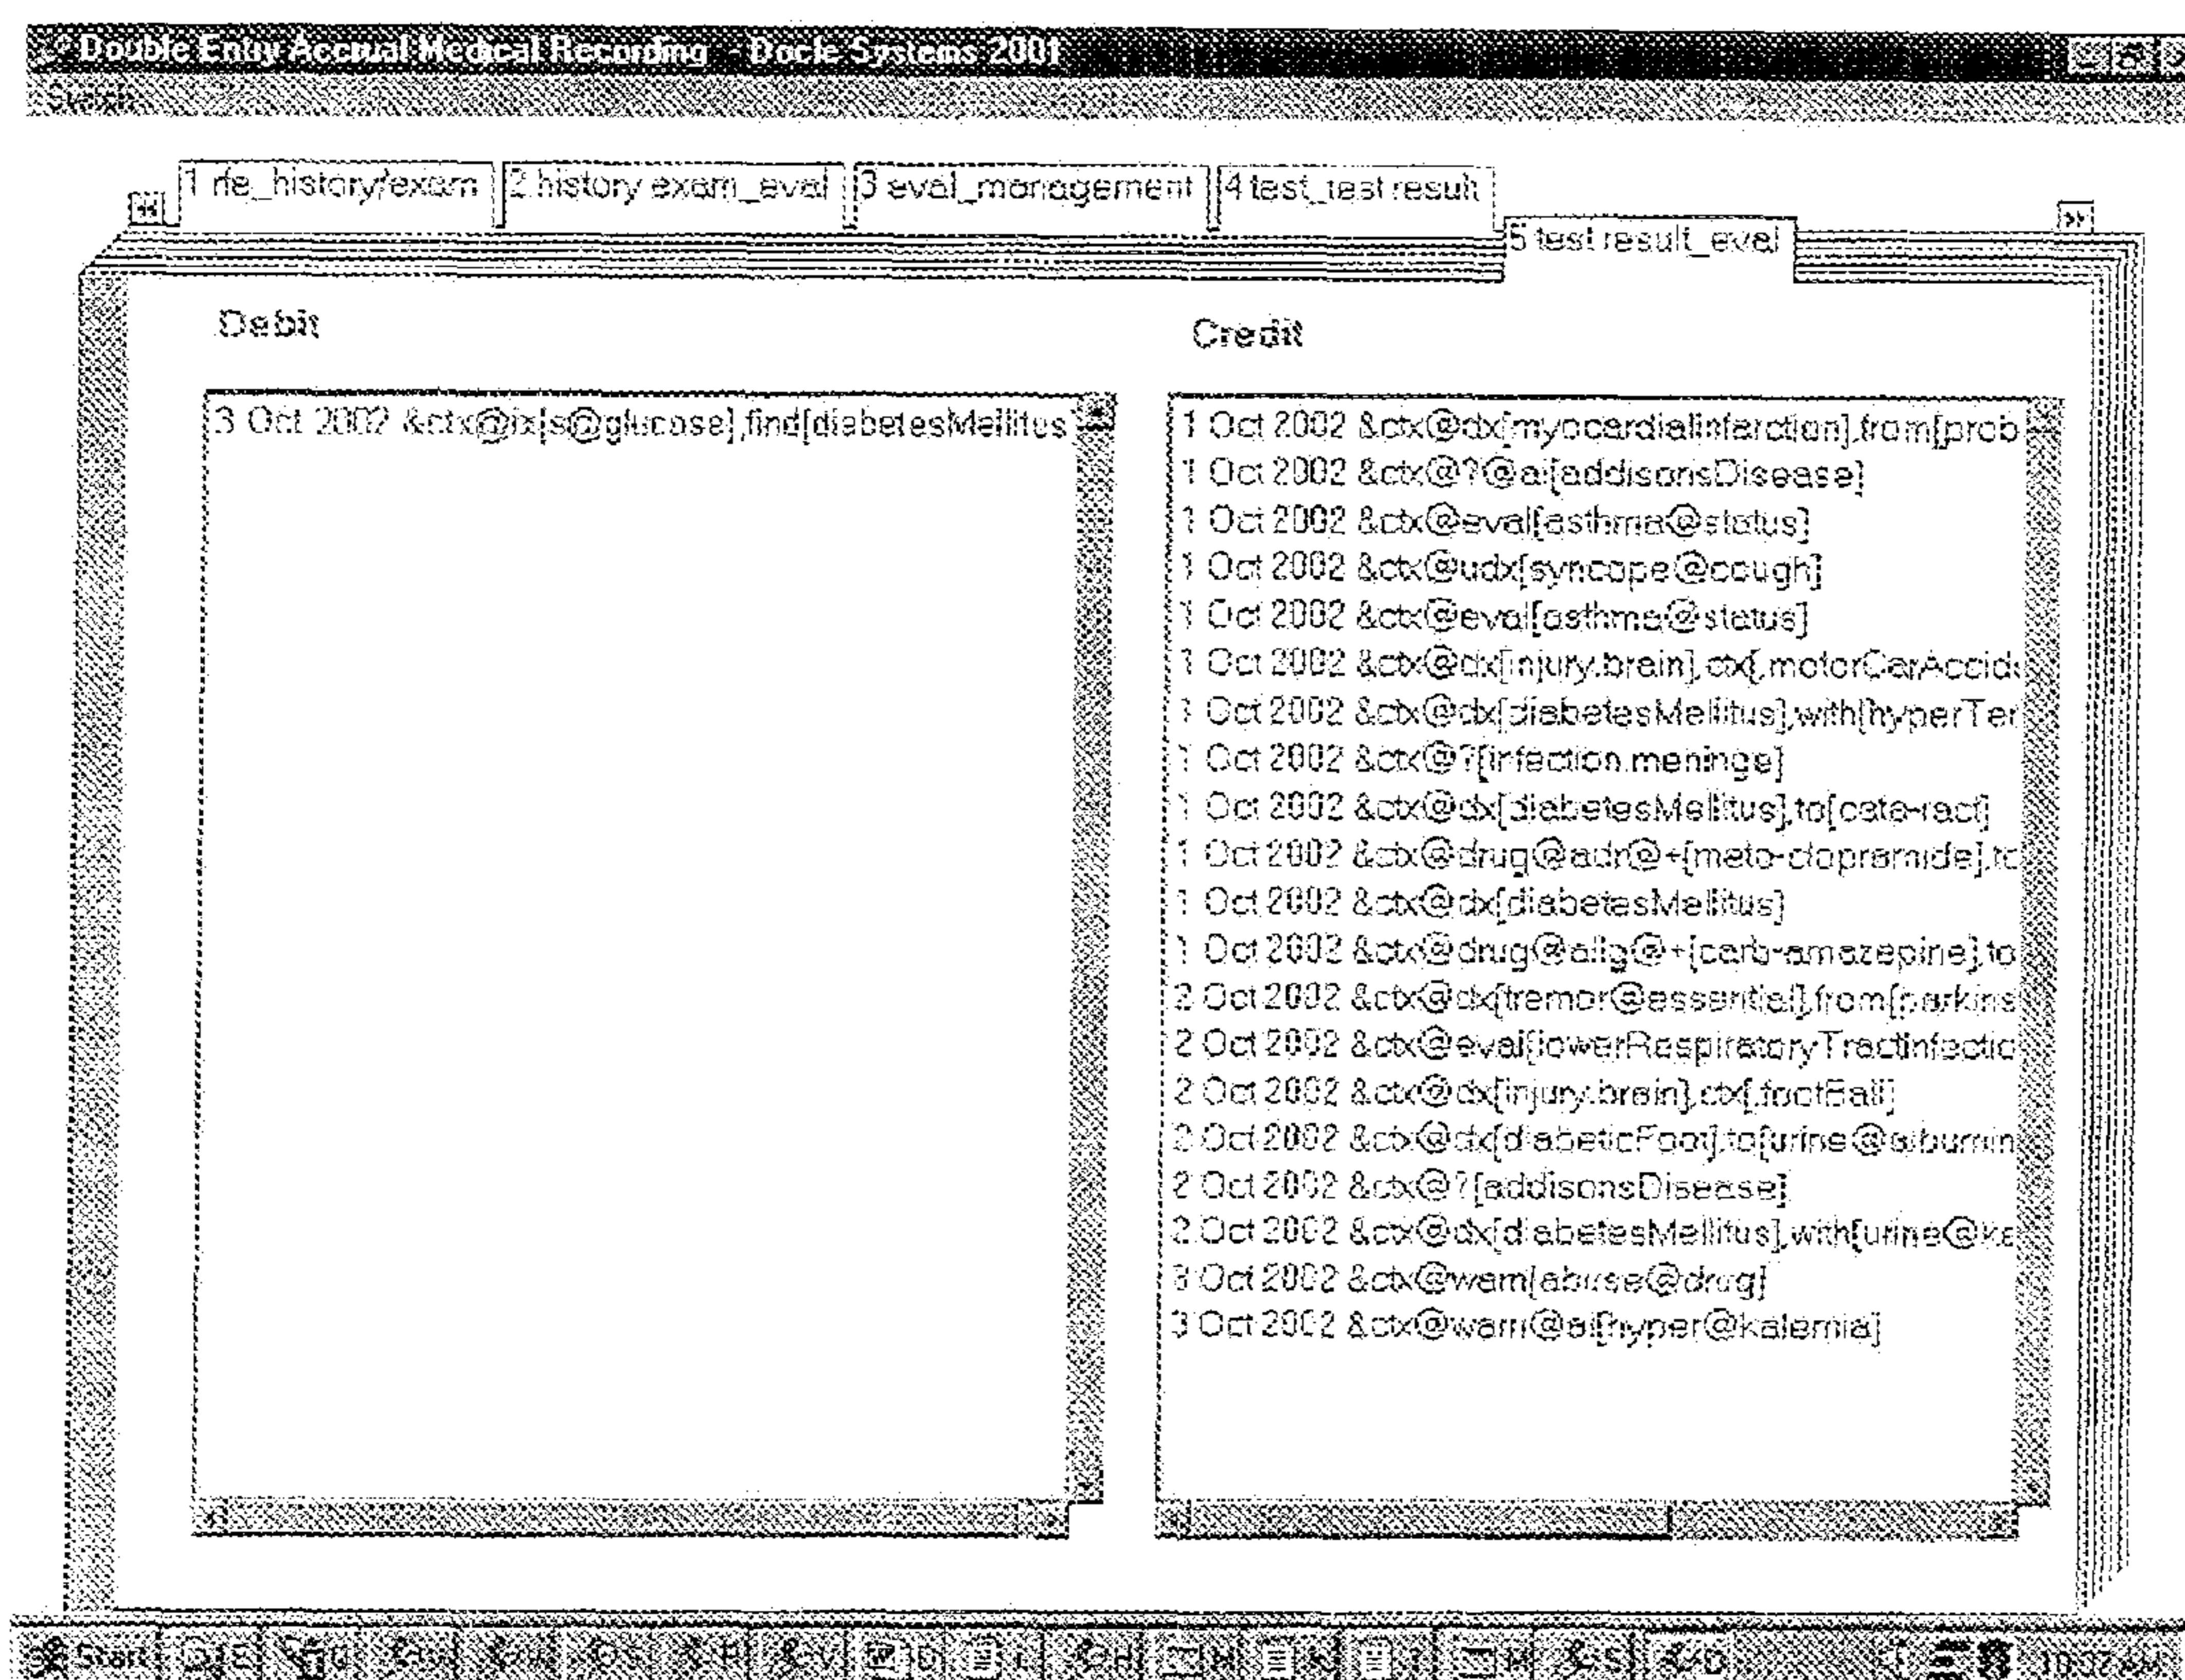 Double Entry Accrual Medical Recording - Docle Systems 2001
1 rfe_history/exam
2 history exam_eval
3 eval_management
4 test_test result
5 test result_eval
Debit
Credit
3 Oct 2002 &ctx@ix[s@glucose],find[diabetesMellitus
1 Oct 2002 &ctx@dx[myocardialInfarction],from[prob
1 Oct 2002 &ctx@?@ai[addisonsDisease]
1 Oct 2002 &ctx@eval[asthma@status]
1 Oct 2002 &ctx@udx[syncope@cough]
1 Oct 2002 &ctx@eval[asthma@status]
1 Oct 2002 &ctx@dx[injury.brain],ctx[,motorCarAccid
1 Oct 2002 &ctx@dx[diabetesMellitus],with[hyperTer
1 Oct 2002 &ctx@?[infection.meninge]
1 Oct 2002 &ctx@dx[diabetesMellitus],to[cata-ract]
1 Oct 2002 &ctx@drug@adr@+[meto-clopramide],to
1 Oct 2002 &ctx@dx[diabetesMellitus]
1 Oct 2002 &ctx@drug@allg@+[carb-amazepine],to
2 Oct 2002 &ctx@dx[tremor@essential],from[parkins
2 Oct 2002 &ctx@eval[lowerRespiratoryTractInfectio
2 Oct 2002 &ctx@dx[injury.brain],ctx[,footBall]
2 Oct 2002 &ctx@dx[diabeticFoot],to[urine@albumin
2 Oct 2002 &ctx@?[addisonsDisease]
2 Oct 2002 &ctx@dx[diabetesMellitus],with[urine@ke
3 Oct 2002 &ctx@warn[abuse@drug]
3 Oct 2002 &ctx@warn@ai[hyper@kalemia]
Start